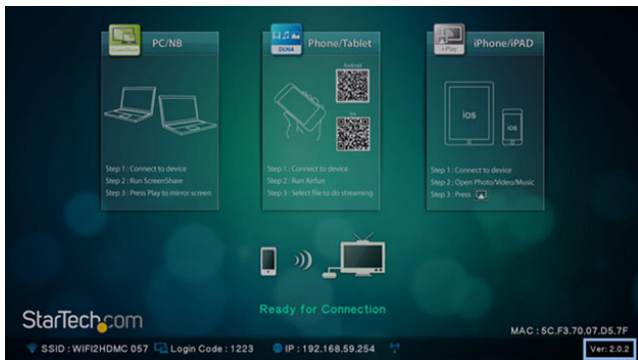 PC/NB
ScreenShare
Step 1 : Connect to device
Step 2 : Run ScreenShare
Step 3 : Press Play to mirror screen
Phone/Tablet
DLNA
Android
iOS
Step 1 : Connect to device
Step 2 : Run Airfun
Step 3 : Select file to do streaming
iPhone/iPAD
i-Play
ios
ios
Step 1 : Connect to device
Step 2 : Open Photo/Video/Music
Step 3 : Press
Ready for Connection
StarTech.com
MAC : 5C.F3.70.07.D5.7F
SSID : WIFI2HDMC 057 Login Code : 1223 IP : 192.168.59.254 Ver: 2.0.2